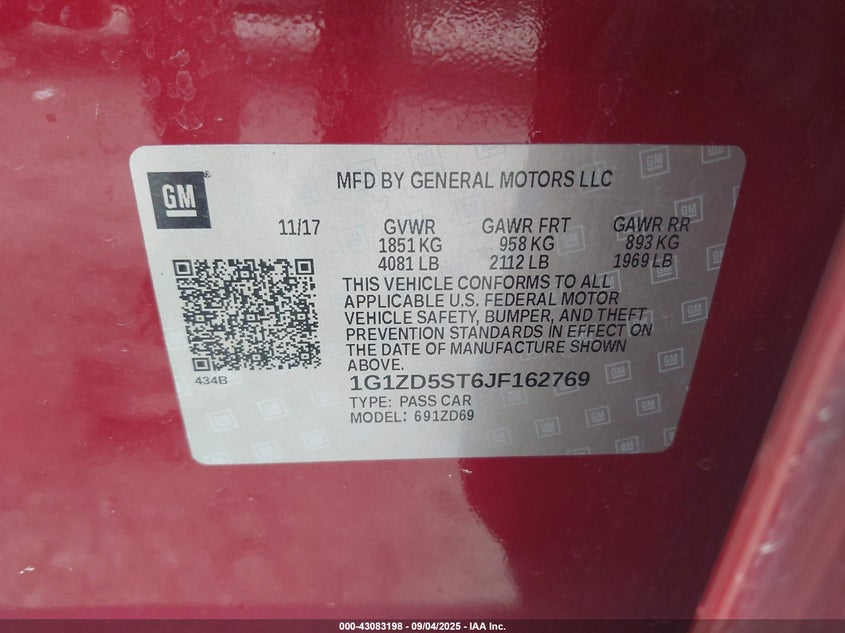 GM
MFD BY GENERAL MOTORS LLC
11/17 GVWR GAWR FRT GAWR RR
1851 KG 958 KG 893 KG
4081 LB 2112 LB 1969 LB
THIS VEHICLE CONFORMS TO ALL
APPLICABLE U.S. FEDERAL MOTOR
VEHICLE SAFETY, BUMPER, AND THEFT
PREVENTION STANDARDS IN EFFECT ON
THE DATE OF MANUFACTURE SHOWN
ABOVE.
434B
1G1ZD5ST6JF162769
TYPE: PASS CAR
MODEL: 691ZD69
000-43083198 - 09/04/2025 - IAA Inc.